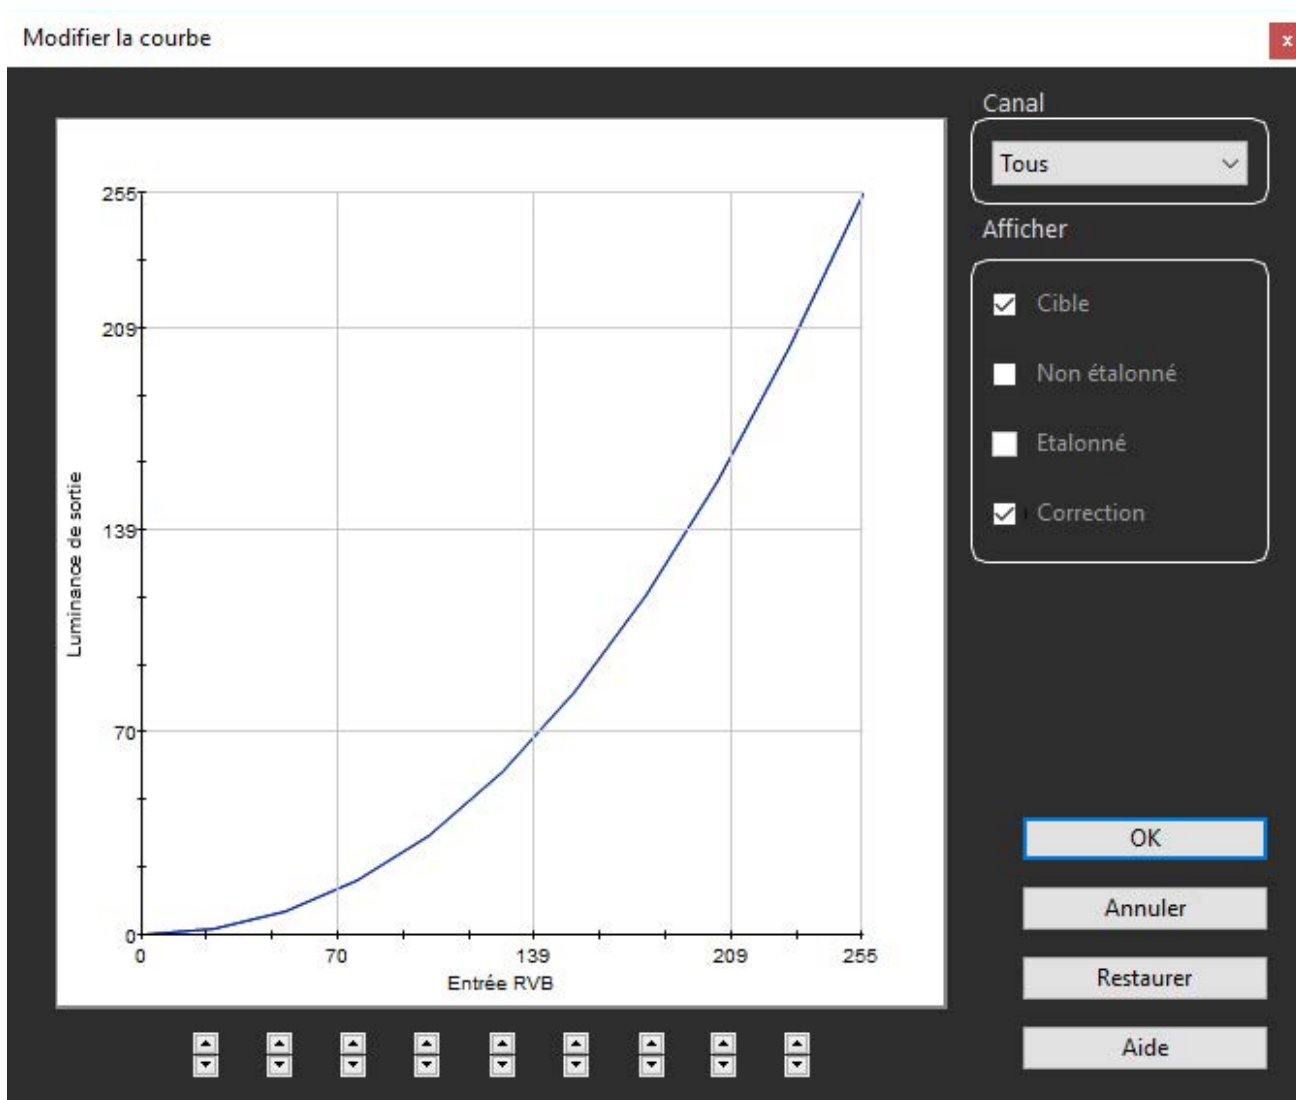 Modifier la courbe
x
Canal
Tous
Afficher
Cible
Non étalonné
Etalonné
Correction
255
209
139
70
0
Luminance de sortie
0 70 139 209 255
Entrée RVB
OK
Annuler
Restaurer
Aide